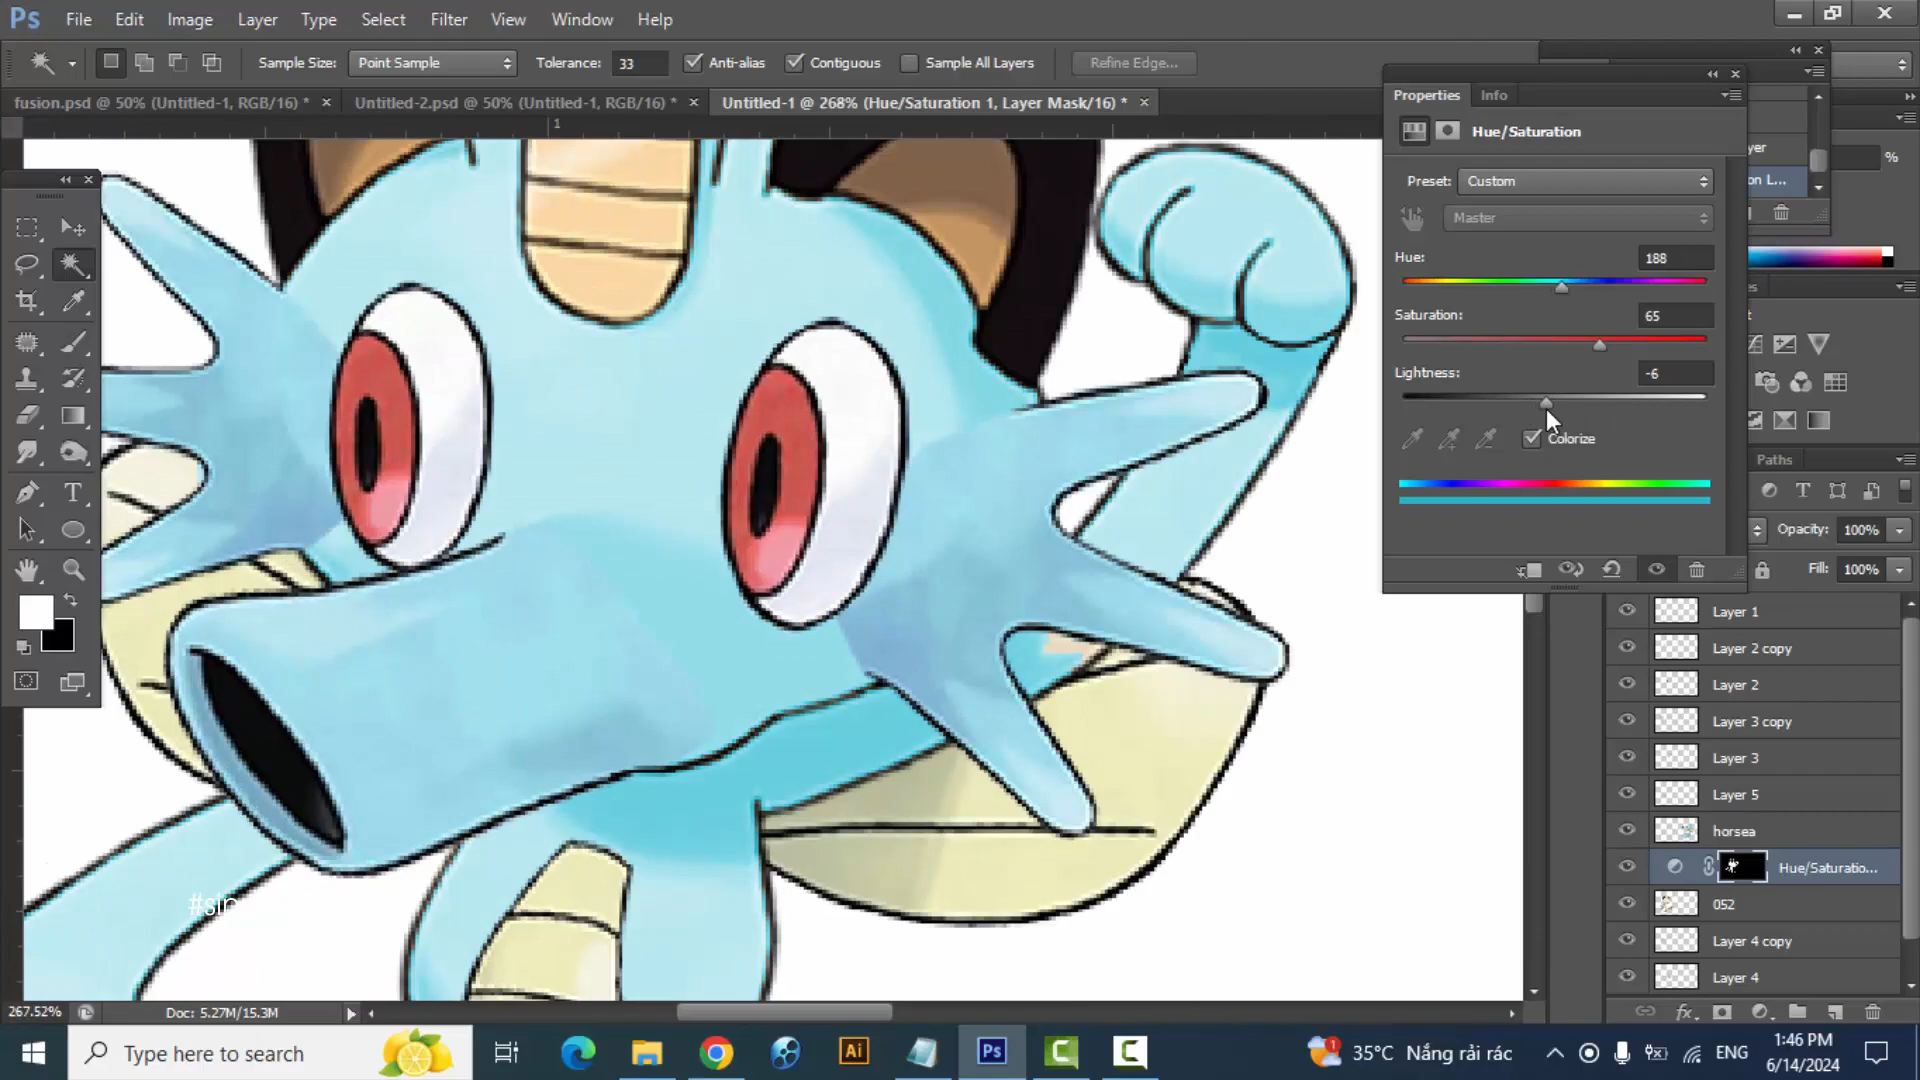 Ps File Edit Image Layer Type Select Filter View Window Help
Sample Size: Point Sample Tolerance: 33 Anti-alias Contiguous Sample All Layers Refine Edge...
fusion.psd @ 50% (Untitled-1, RGB/16) * × Untitled-2.psd @ 50% (Untitled-1, RGB/16) * × Untitled-1 @ 268% (Hue/Saturation 1, Layer Mask/16) * ×
1
Properties Info
Hue/Saturation
Preset: Custom
Master
Hue: 188
Saturation: 65
Lightness: -6
Colorize
%
Paths
Opacity: 100%
Fill: 100%
Layer 1
Layer 2 copy
Layer 2
Layer 3 copy
Layer 3
Layer 5
horsea
Hue/Saturatio...
052
Layer 4 copy
Layer 4
267.52% Doc: 5.27M/15.3M
Type here to search
Ai Ps
35°C Nắng rải rác ENG
1:46 PM
6/14/2024